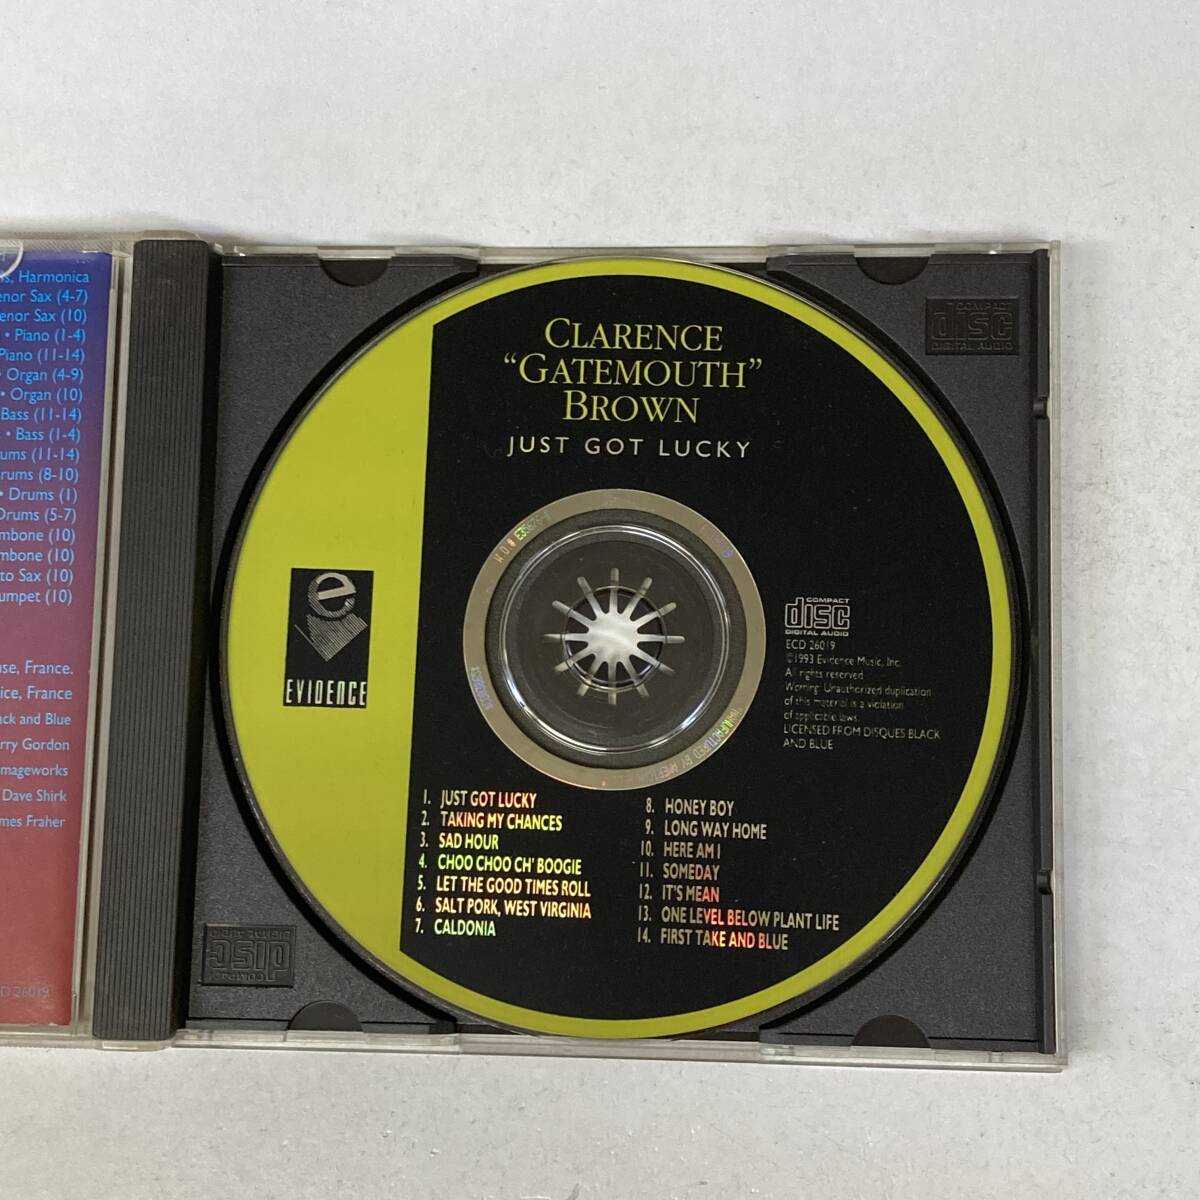 ns, Harmonica
enor Sax (4-7)
enor Sax (10)
• Piano (1-4)
Piano (11-14)
• Organ (4-9)
• Organ (10)
Bass (11-14)
• Bass (1-4)
ums (11-14)
rums (8-10)
• Drums (1)
Drums (5-7)
mbone (10)
mbone (10)
to Sax (10)
umpet (10)
use, France.
ice, France
ack and Blue
rry Gordon
mageworks
Dave Shirk
mes Fraher
D 26019
COMPACT
disc
DIGITAL AUDIO
CLARENCE
“GATEMOUTH”
BROWN
JUST GOT LUCKY
e
EVIDENCE
COMPACT
disc
DIGITAL AUDIO
ECD 26019
©1993 Evidence Music, Inc.
All rights reserved
Warning: Unauthorized duplication
of this material is a violation
of applicable laws.
LICENSED FROM DISQUES BLACK
AND BLUE
1. JUST GOT LUCKY
2. TAKING MY CHANCES
3. SAD HOUR
4. CHOO CHOO CH' BOOGIE
5. LET THE GOOD TIMES ROLL
6. SALT PORK, WEST VIRGINIA
7. CALDONIA
8. HONEY BOY
9. LONG WAY HOME
10. HERE AM I
11. SOMEDAY
12. IT'S MEAN
13. ONE LEVEL BELOW PLANT LIFE
14. FIRST TAKE AND BLUE
COMPACT
disc
DIGITAL AUDIO